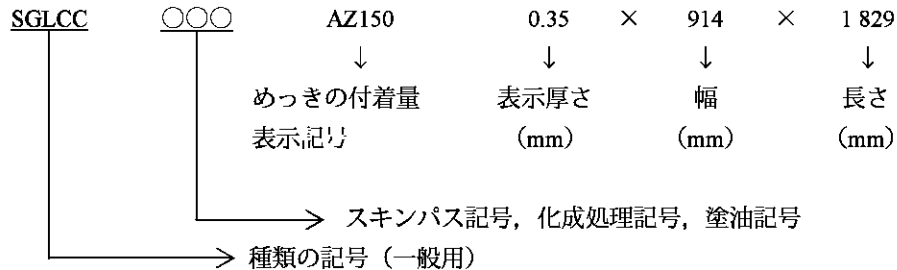 SGLCC ○○○ AZ150 0.35 × 914 × 1 829
↓ ↓ ↓ ↓
めっきの付着量 表示厚さ 幅 長さ
表示記号 (mm) (mm) (mm)
スキンパス記号，化成処理記号，塗油記号
種類の記号（一般用）